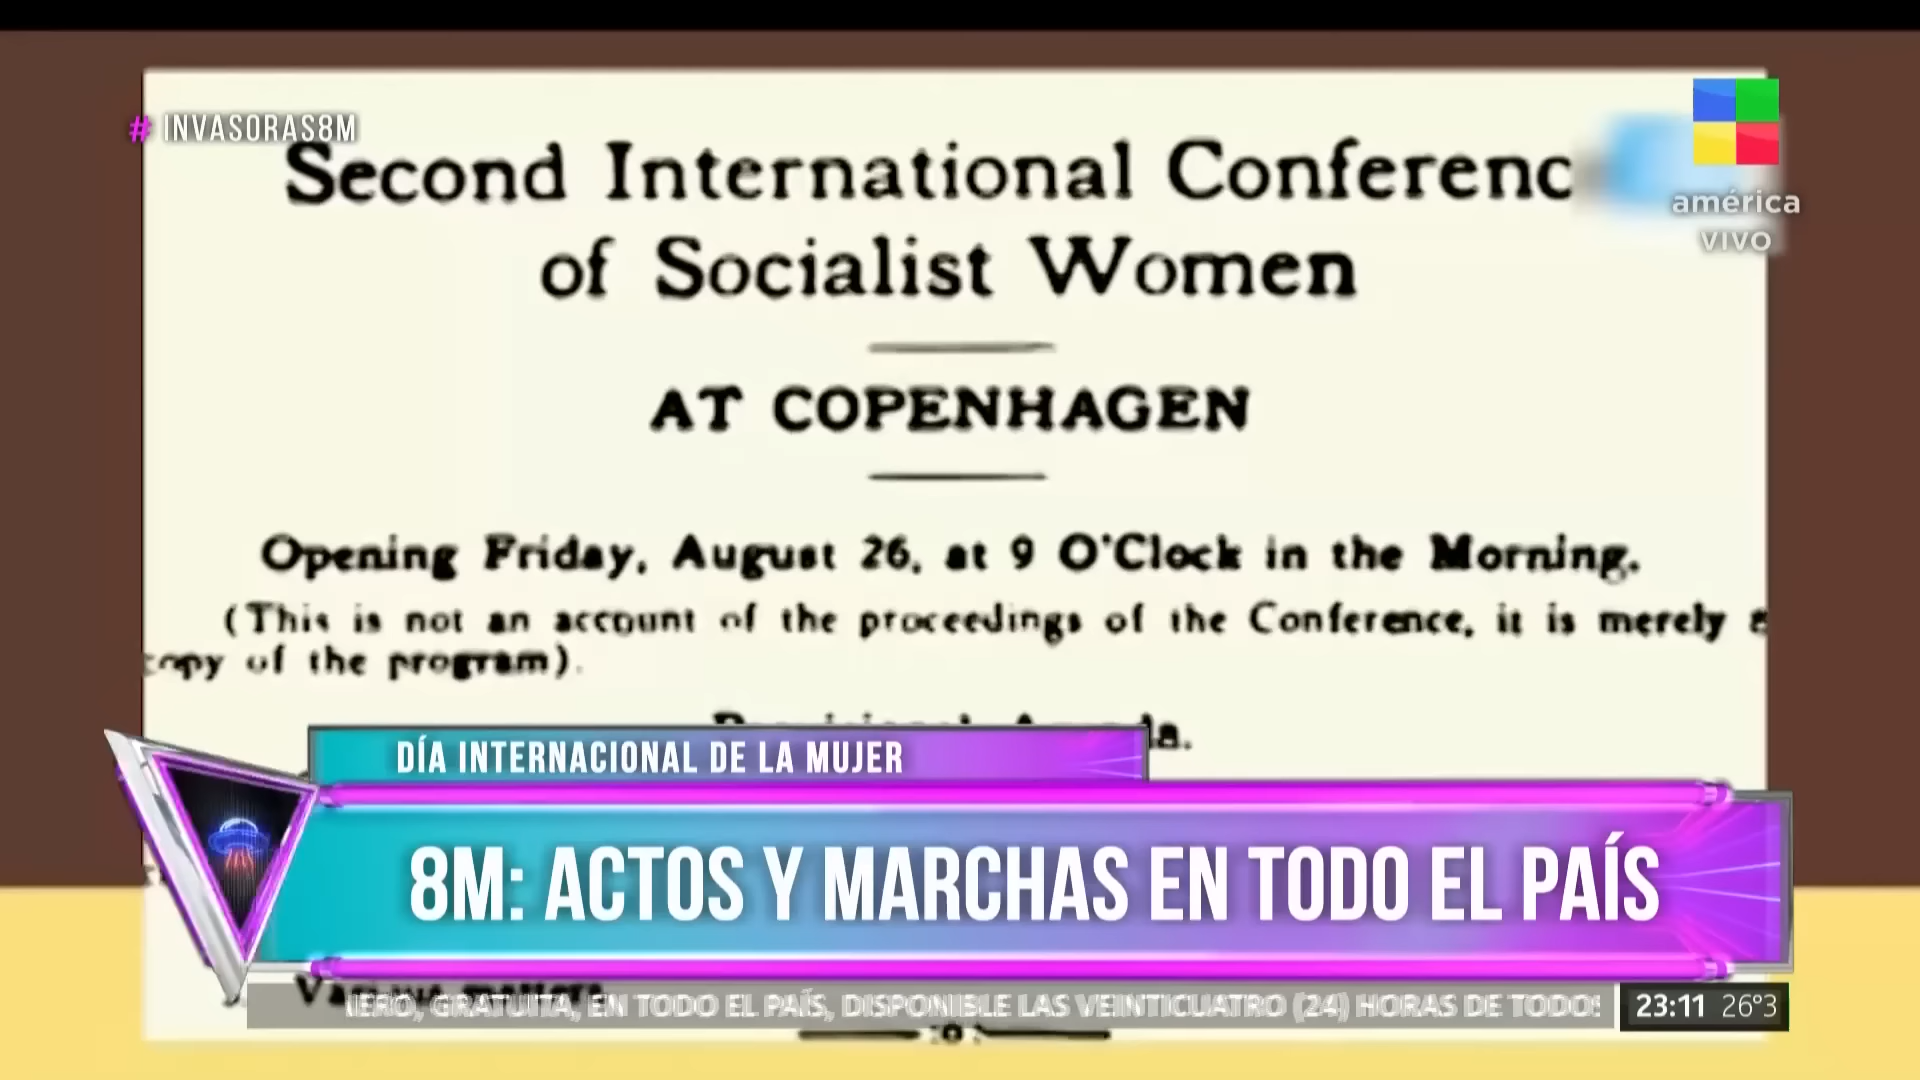 # INVASORAS8M
américa
VIVO
Second International Conferenc
of Socialist Women
AT COPENHAGEN
Opening Friday, August 26, at 9 O'Clock in the Morning.
(This is not an account of the proceedings of the Conference, it is merely a
copy of the program).
DÍA INTERNACIONAL DE LA MUJER
8M: ACTOS Y MARCHAS EN TODO EL PAÍS
NERO, GRATUITA, EN TODO EL PAÍS, DISPONIBLE LAS VEINTICUATRO (24) HORAS DE TODOS
23:11 26°3